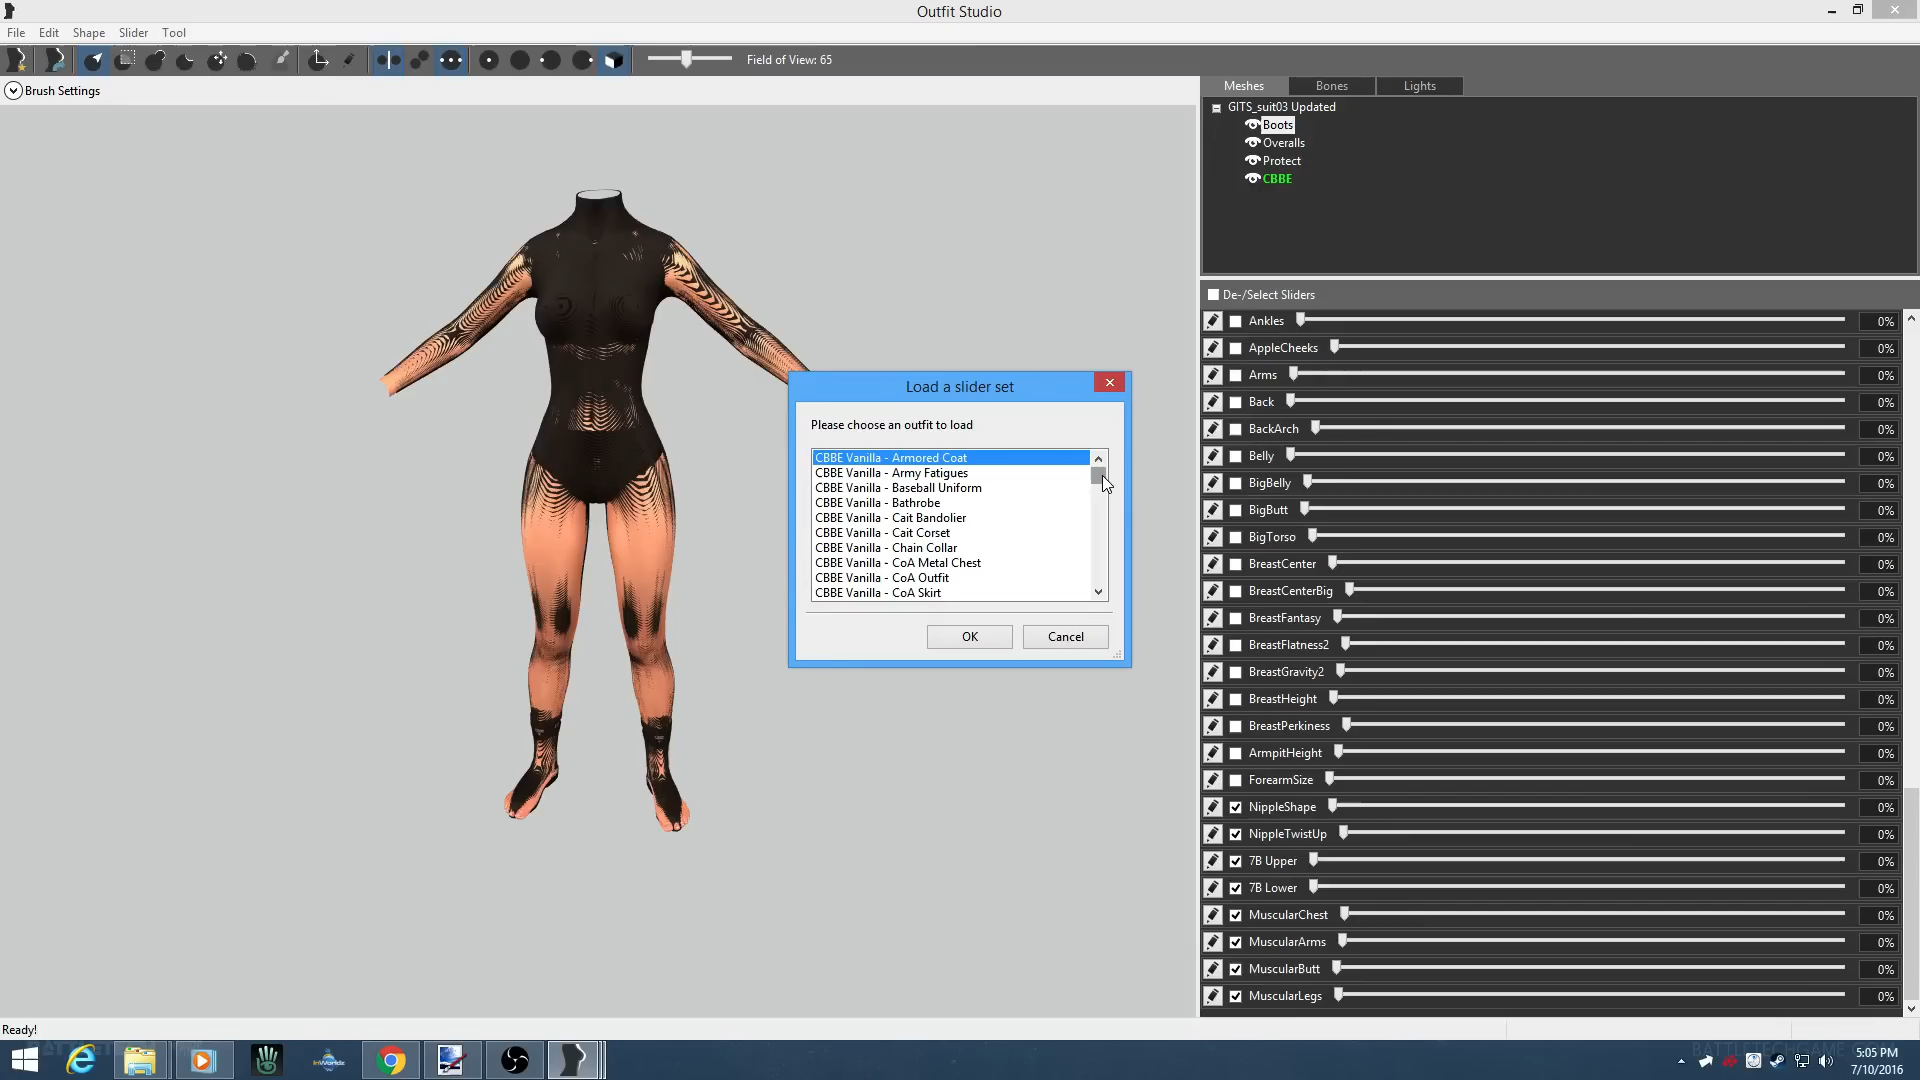 Outfit Studio
File Edit Shape Slider Tool
Field of View: 65
Brush Settings
Meshes Bones Lights
GITS_suit03 Updated
Boots
Overalls
Protect
CBBE
De-/Select Sliders
Ankles 0%
AppleCheeks 0%
Arms 0%
Back 0%
BackArch 0%
Belly 0%
BigBelly 0%
BigButt 0%
BigTorso 0%
BreastCenter 0%
BreastCenterBig 0%
BreastFantasy 0%
BreastFlatness2 0%
BreastGravity2 0%
BreastHeight 0%
BreastPerkiness 0%
ArmpitHeight 0%
ForearmSize 0%
NippleShape 0%
NippleTwistUp 0%
7B Upper 0%
7B Lower 0%
MuscularChest 0%
MuscularArms 0%
MuscularButt 0%
MuscularLegs 0%
Load a slider set
Please choose an outfit to load
CBBE Vanilla - Armored Coat
CBBE Vanilla - Army Fatigues
CBBE Vanilla - Baseball Uniform
CBBE Vanilla - Bathrobe
CBBE Vanilla - Cait Bandolier
CBBE Vanilla - Cait Corset
CBBE Vanilla - Chain Collar
CBBE Vanilla - CoA Metal Chest
CBBE Vanilla - CoA Outfit
CBBE Vanilla - CoA Skirt
OK Cancel
Ready!
InWorldz
BATTLETECHGAME.COM
5:05 PM
7/10/2016